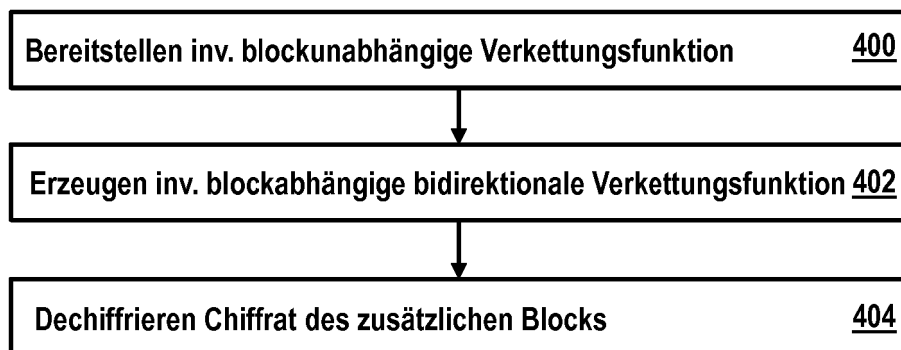 Bereitstellen inv. blockunabhängige Verkettungsfunktion 400
Erzeugen inv. blockabhängige bidirektionale Verkettungsfunktion 402
Dechiffrieren Chiffrat des zusätzlichen Blocks 404